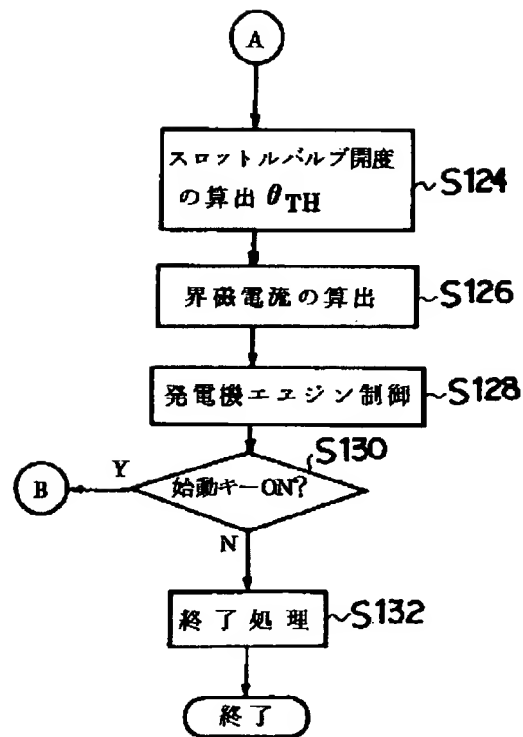 A
スロットルバルブ開度
の算出 θTH
S124
界磁電流の算出
S126
発電機エヱジン制御
S128
S130
始動キーON?
Y
B
N
終了処理
S132
終了